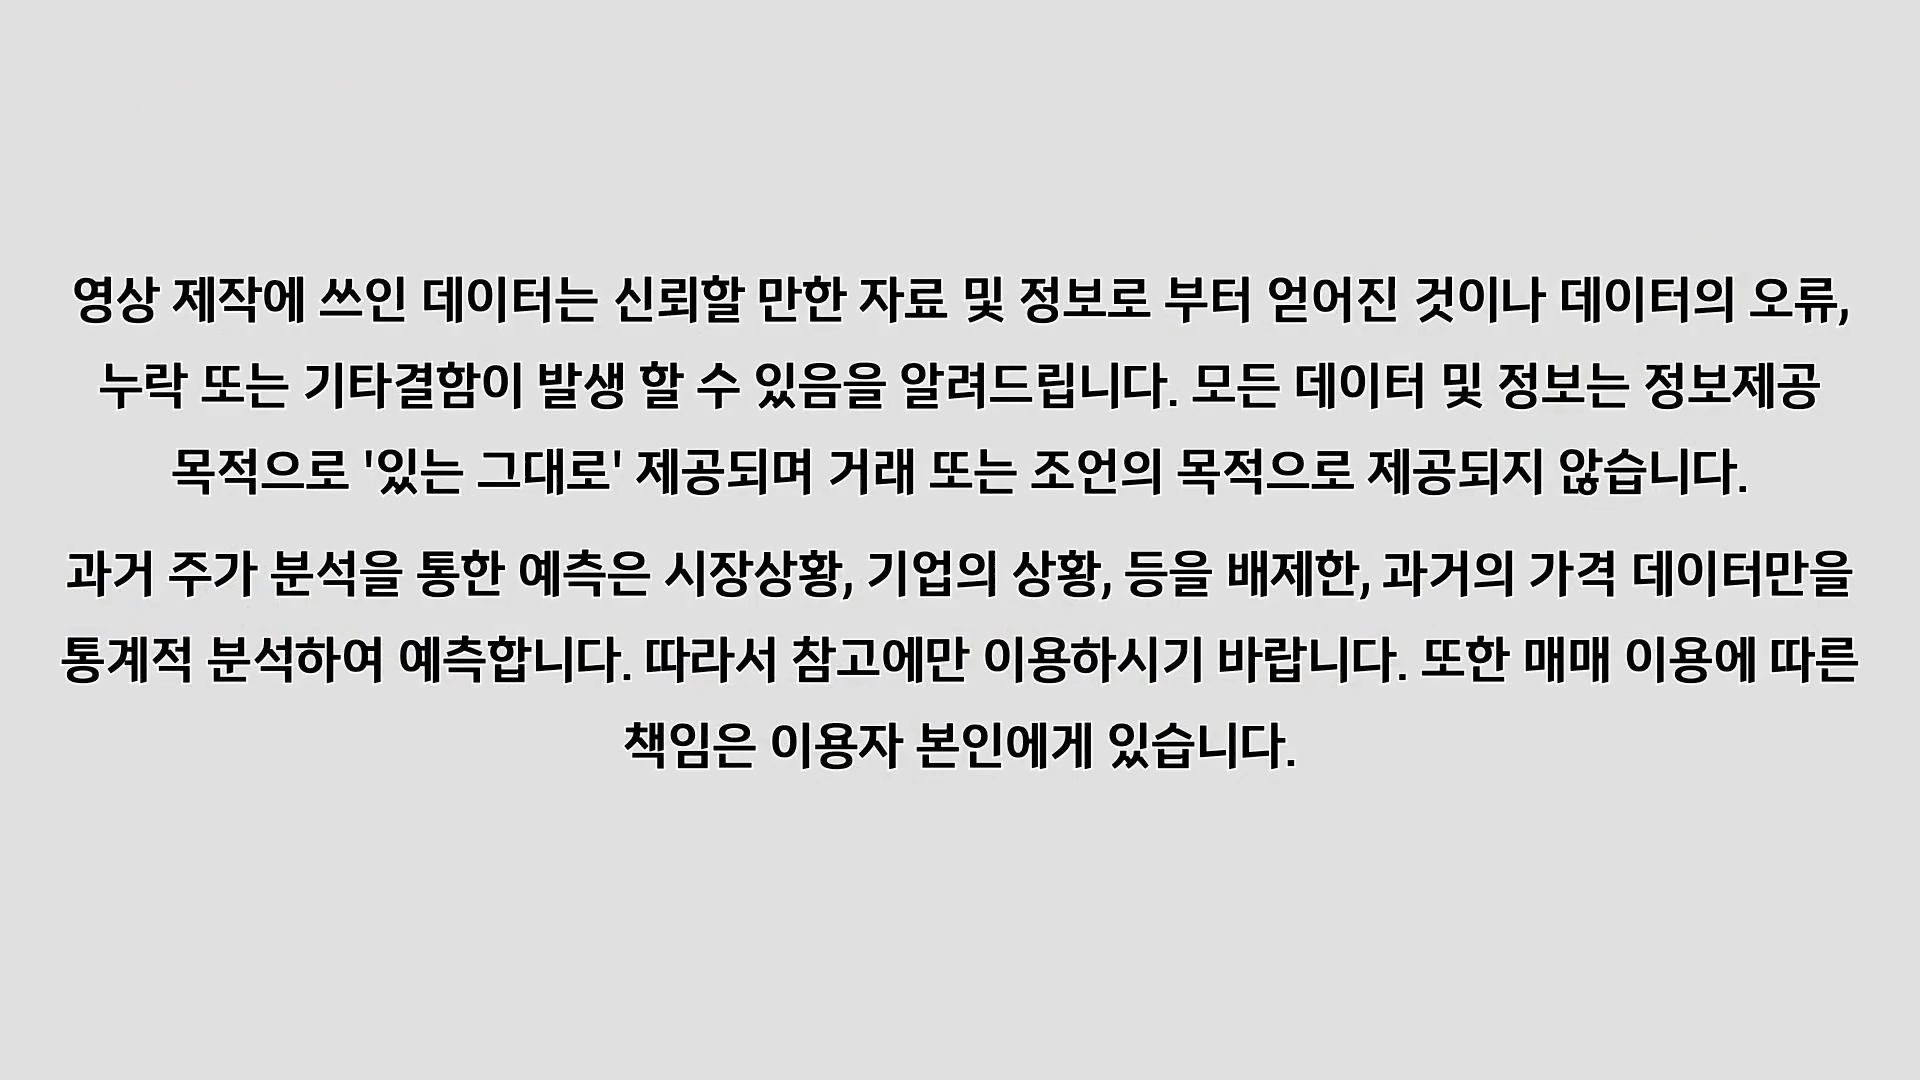 영상 제작에 쓰인 데이터는 신뢰할 만한 자료 및 정보로 부터 얻어진 것이나 데이터의 오류,
누락 또는 기타결함이 발생 할 수 있음을 알려드립니다. 모든 데이터 및 정보는 정보제공
목적으로 '있는 그대로' 제공되며 거래 또는 조언의 목적으로 제공되지 않습니다.
과거 주가 분석을 통한 예측은 시장상황, 기업의 상황, 등을 배제한, 과거의 가격 데이터만을
통계적 분석하여 예측합니다. 따라서 참고에만 이용하시기 바랍니다. 또한 매매 이용에 따른
책임은 이용자 본인에게 있습니다.